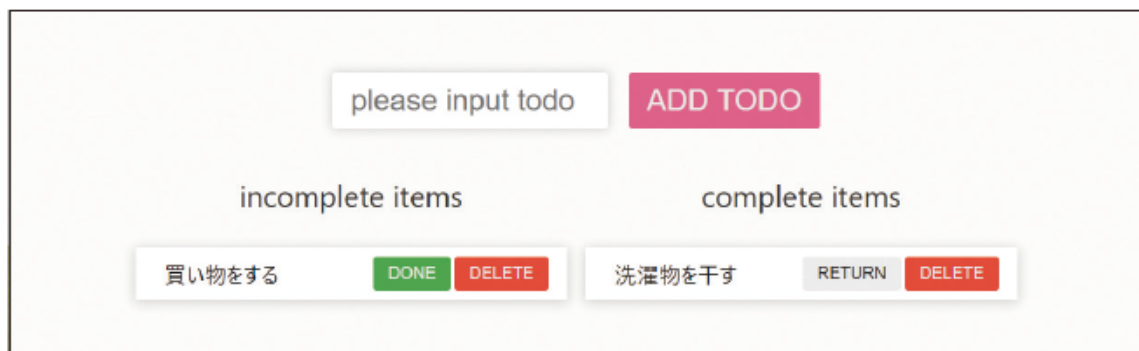 please input todo ADD TODO
incomplete items
買い物をする DONE DELETE
complete items
洗濯物を干す RETURN DELETE